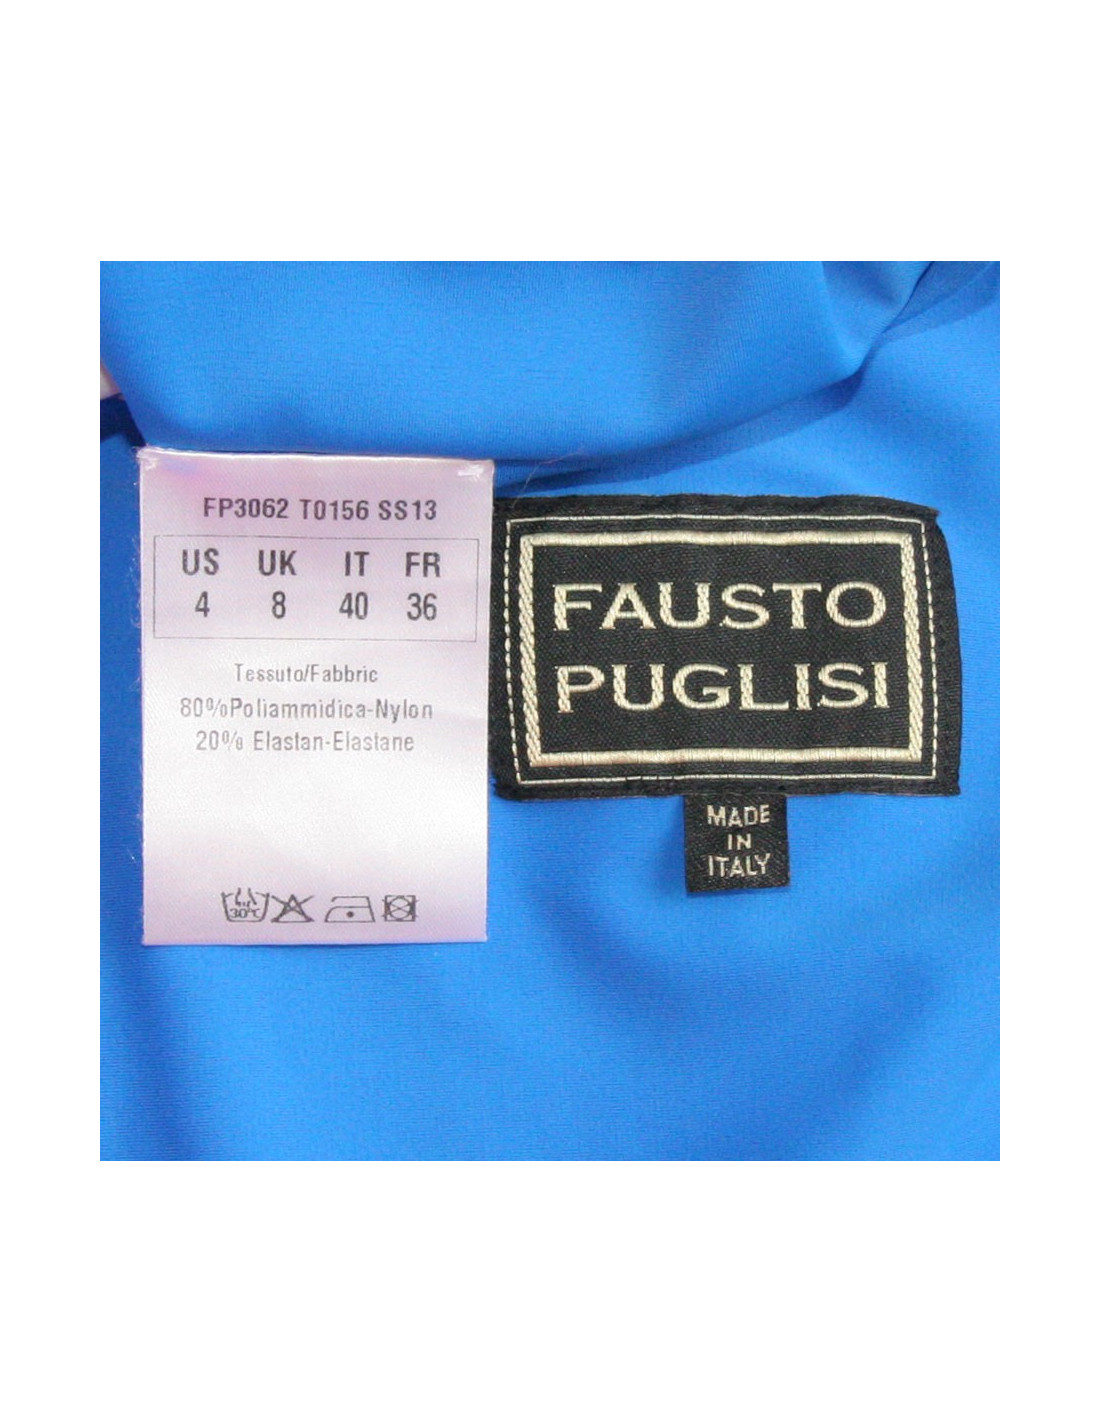 FP3062 T0156 SS13
US UK IT FR
4 8 40 36
Tessuto/Fabbric
80%Poliammidica-Nylon
20% Elastan-Elastane
30°C
FAUSTO
PUGLISI
MADE
IN
ITALY